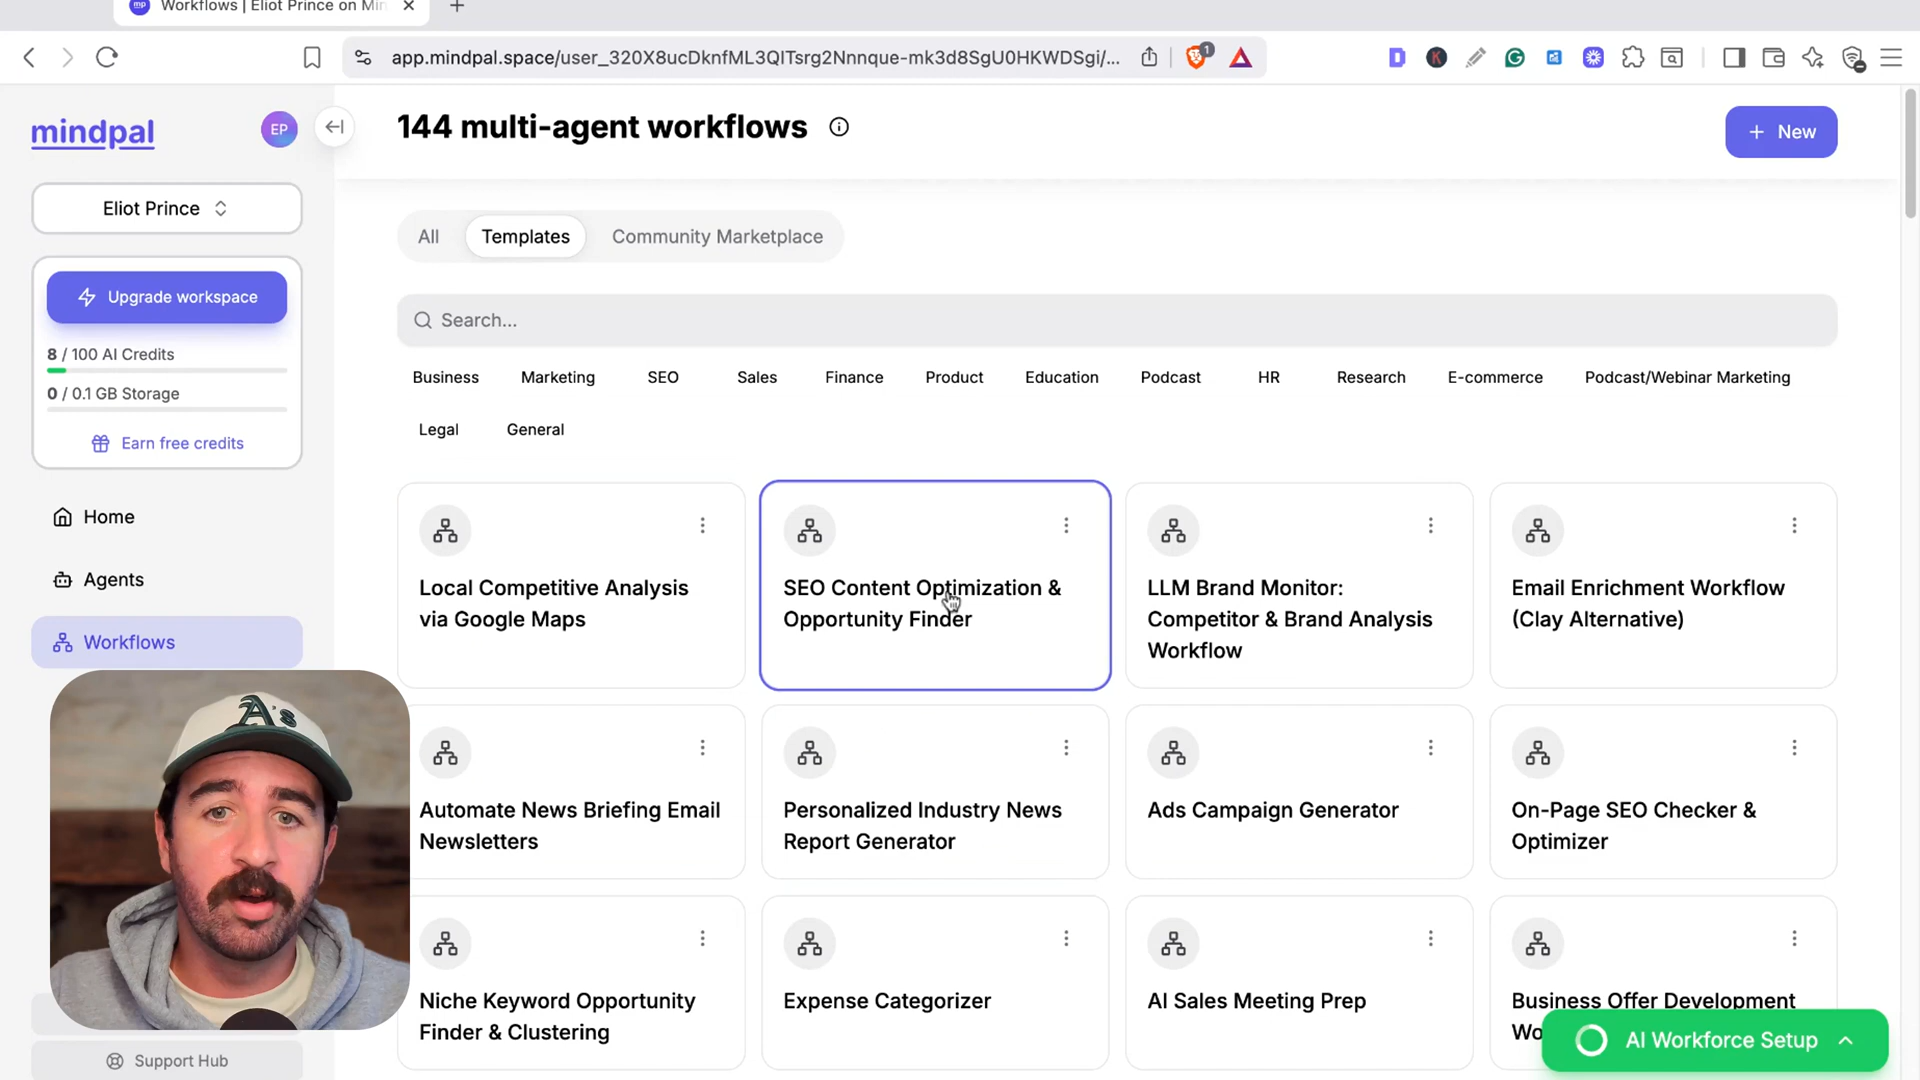 mp Workflows | Eliot Prince on Min
app.mindpal.space/user_320X8ucDknfML3QITsrg2Nnnque-mk3d8SgU0HKWDSgi/...
1
D
K
mindpal
EP
144 multi-agent workflows
+ New
Eliot Prince
All
Templates
Community Marketplace
Upgrade workspace
Search...
8 / 100 AI Credits
0 / 0.1 GB Storage
Earn free credits
Business
Marketing
SEO
Sales
Finance
Product
Education
Podcast
HR
Research
E-commerce
Podcast/Webinar Marketing
Legal
General
Home
Agents
Workflows
Local Competitive Analysis
via Google Maps
SEO Content Optimization &
Opportunity Finder
LLM Brand Monitor:
Competitor & Brand Analysis
Workflow
Email Enrichment Workflow
(Clay Alternative)
A's
Automate News Briefing Email
Newsletters
Personalized Industry News
Report Generator
Ads Campaign Generator
On-Page SEO Checker &
Optimizer
Niche Keyword Opportunity
Finder & Clustering
Expense Categorizer
AI Sales Meeting Prep
Business Offer Development
AI Workforce Setup
Support Hub